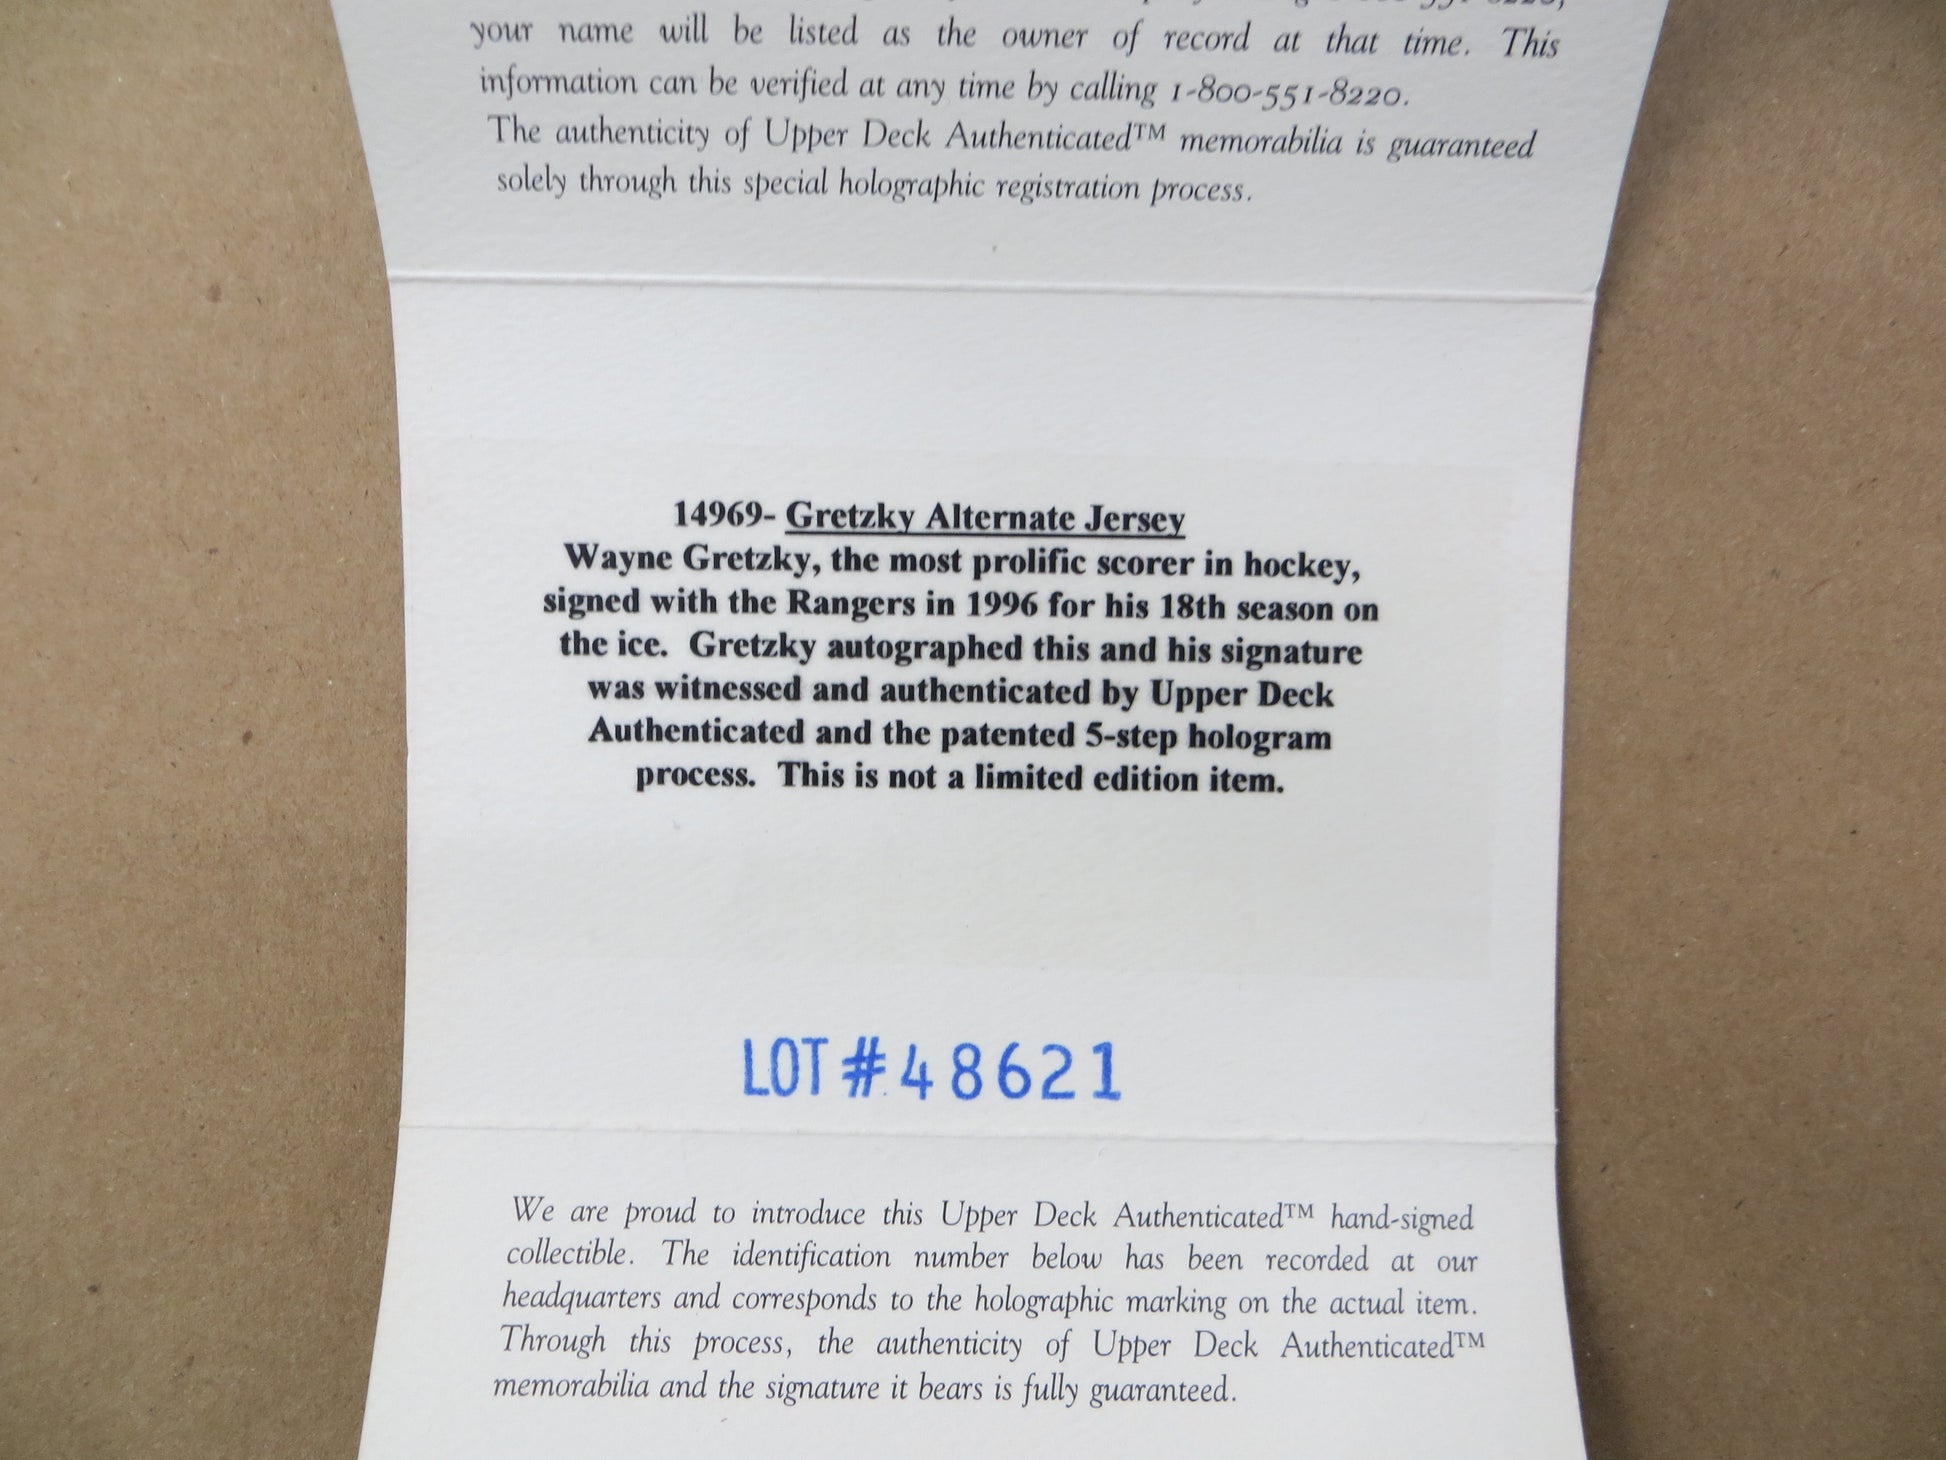 your name will be listed as the owner of record at that time. This
information can be verified at any time by calling 1-800-551-8220.
The authenticity of Upper Deck Authenticated™ memorabilia is guaranteed
solely through this special holographic registration process.
14969- Gretzky Alternate Jersey
Wayne Gretzky, the most prolific scorer in hockey,
signed with the Rangers in 1996 for his 18th season on
the ice. Gretzky autographed this and his signature
was witnessed and authenticated by Upper Deck
Authenticated and the patented 5-step hologram
process. This is not a limited edition item.
LOT # 48621
We are proud to introduce this Upper Deck Authenticated™ hand-signed
collectible. The identification number below has been recorded at our
headquarters and corresponds to the holographic marking on the actual item.
Through this process, the authenticity of Upper Deck Authenticated™
memorabilia and the signature it bears is fully guaranteed.